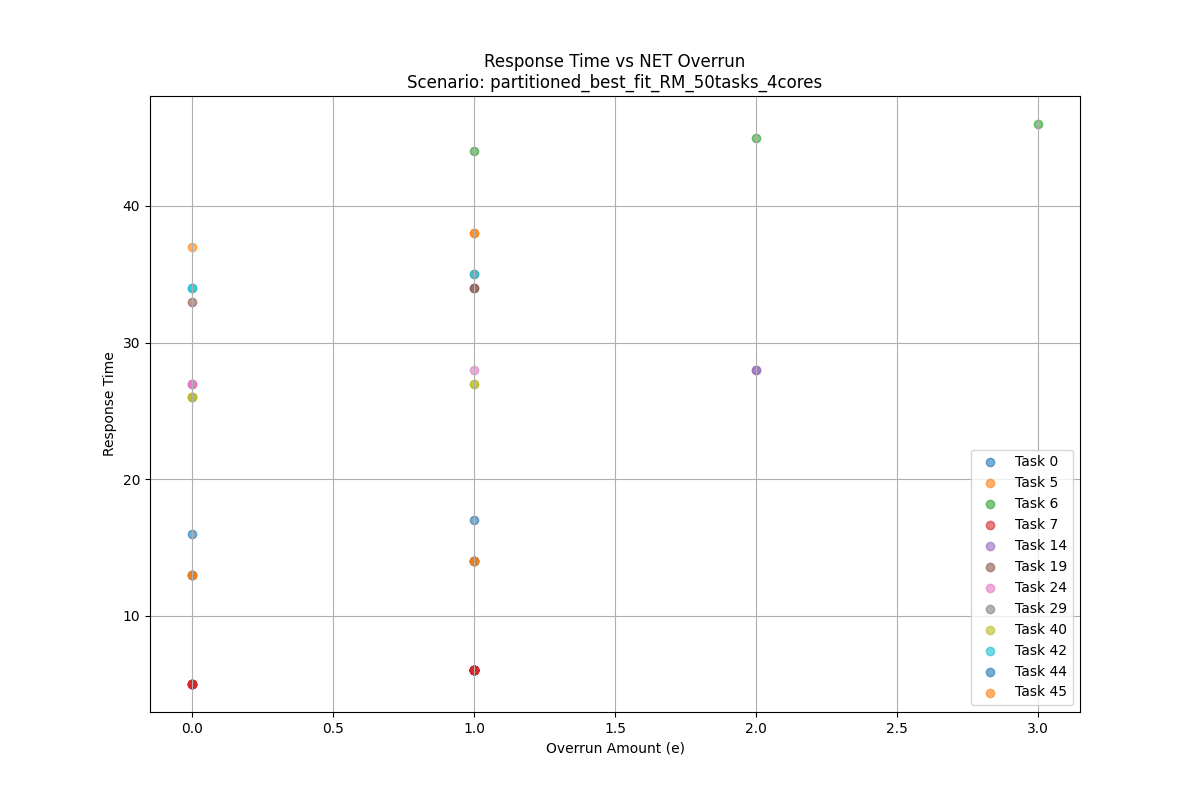 Response Time vs NET Overrun
Scenario: partitioned_best_fit_RM_50tasks_4cores
Response Time
40
30
20
10
Task 0
Task 5
Task 6
Task 7
Task 14
Task 19
Task 24
Task 29
Task 40
Task 42
Task 44
Task 45
0.0 0.5 1.0 1.5 2.0 2.5 3.0
Overrun Amount (e)